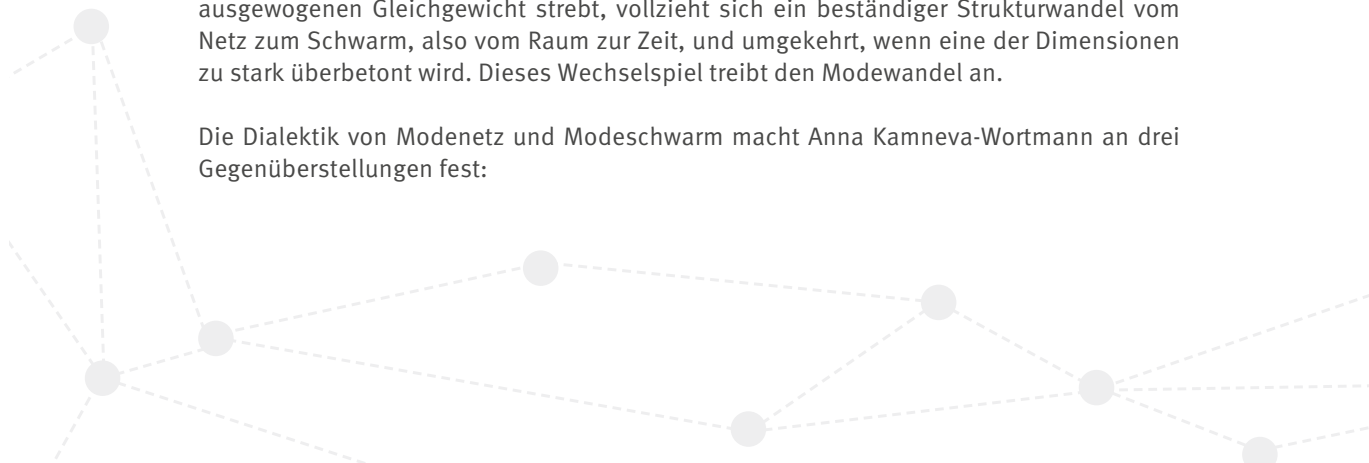 ausgewogenen Gleichgewicht strebt, vollzieht sich ein beständiger Strukturwandel vom
Netz zum Schwarm, also vom Raum zur Zeit, und umgekehrt, wenn eine der Dimensionen
zu stark überbetont wird. Dieses Wechselspiel treibt den Modewandel an.
Die Dialektik von Modenetz und Modeschwarm macht Anna Kamneva-Wortmann an drei
Gegenüberstellungen fest: